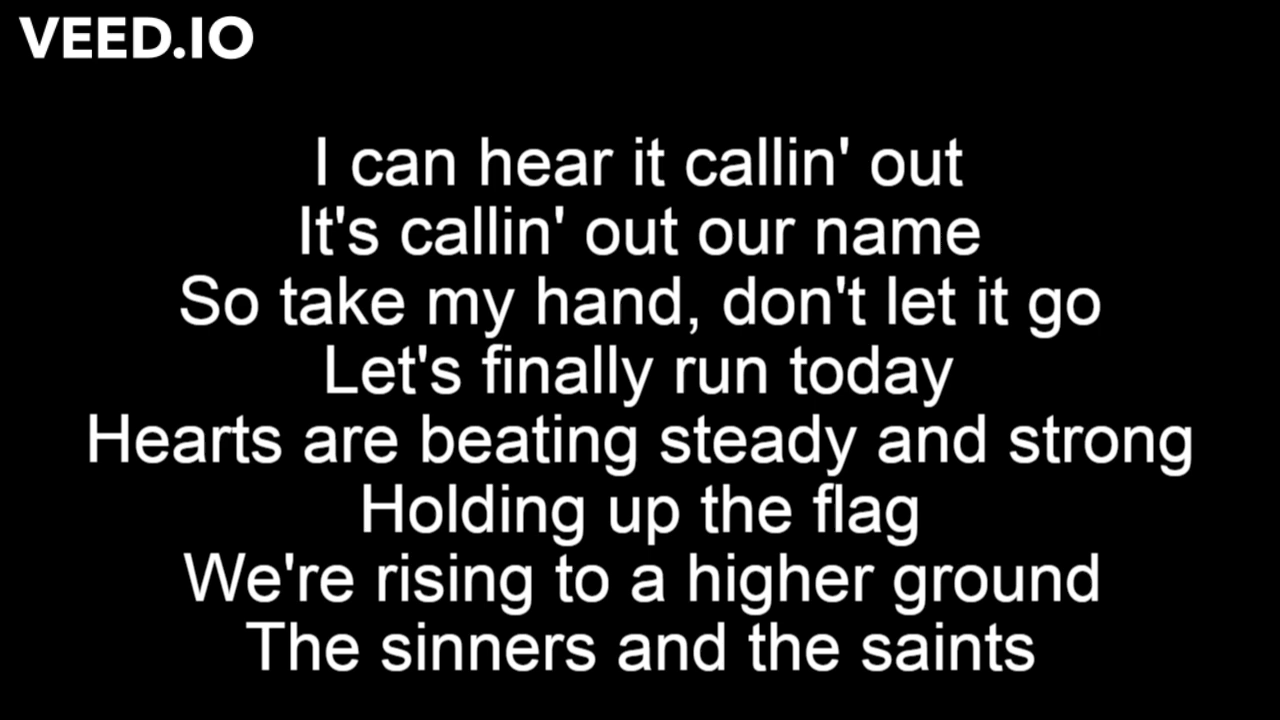 VEED.IO
I can hear it callin' out
It's callin' out our name
So take my hand, don't let it go
Let's finally run today
Hearts are beating steady and strong
Holding up the flag
We're rising to a higher ground
The sinners and the saints